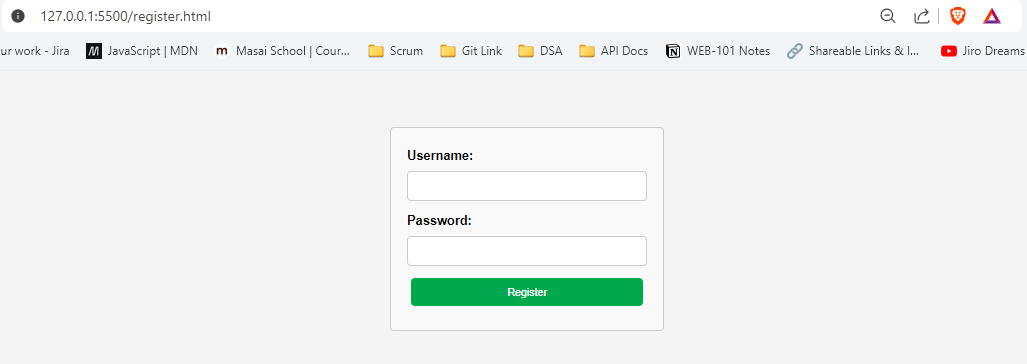 127.0.0.1:5500/register.html
ur work - Jira JavaScript | MDN Masai School | Cour... Scrum Git Link DSA API Docs WEB-101 Notes Shareable Links & I... Jiro Dreams
Username:
Password:
Register